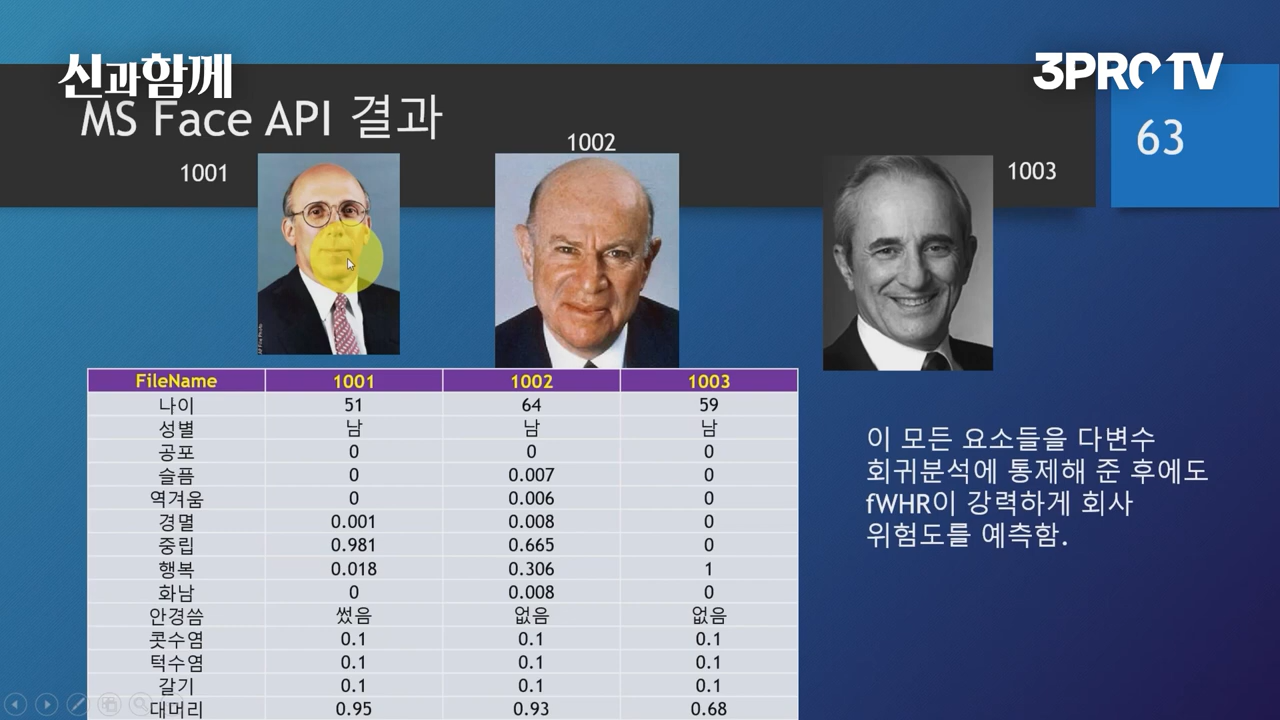 신과함께
3PROTV
MS Face API 결과
63
1001
1002
1003
FileName 1001 1002 1003
나이 51 64 59
성별 남 남 남
공포 0 0 0
슬픔 0 0.007 0
역겨움 0 0.006 0
경멸 0.001 0.008 0
중립 0.981 0.665 0
행복 0.018 0.306 1
화남 0 0.008 0
안경씀 썼음 없음 없음
콧수염 0.1 0.1 0.1
턱수염 0.1 0.1 0.1
갈기 0.1 0.1 0.1
대머리 0.95 0.93 0.68
이 모든 요소들을 다변수
회귀분석에 통제해 준 후에도
fWHR이 강력하게 회사
위험도를 예측함.